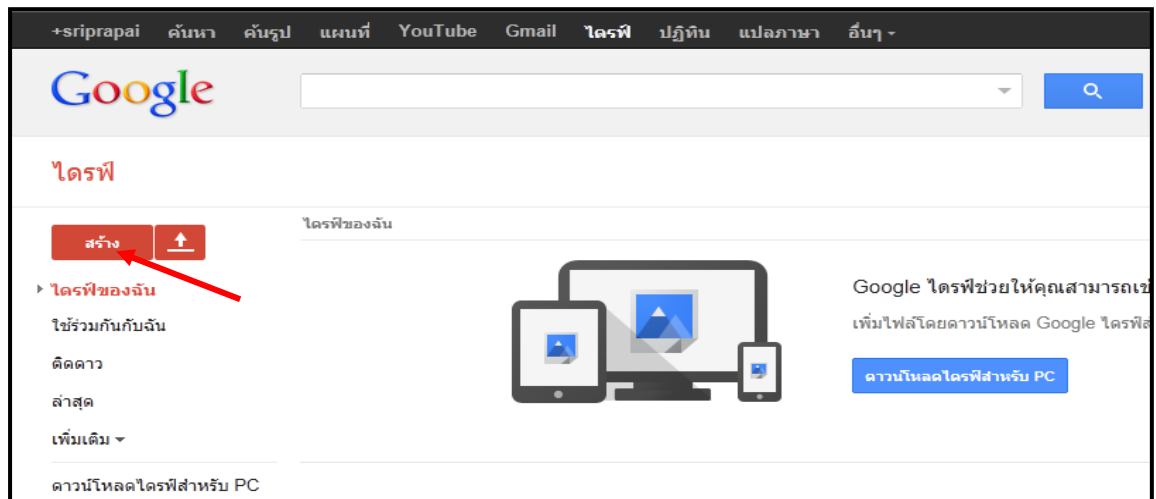 +sriprapai ค้นหา ค้นรูป แผนที่ YouTube Gmail ไดรฟ์ ปฏิทิน แปลภาษา อื่นๆ
Google
ไดรฟ์
สร้าง
ไดรฟ์ของฉัน
ไดรฟ์ของฉัน
ใช้ร่วมกันกับฉัน
ติดดาว
ล่าสุด
เพิ่มเติม
ดาวน์โหลดไดรฟ์สำหรับ PC
Google ไดรฟ์ช่วยให้คุณสามารถเข้
เพิ่มไฟล์โดยดาวน์โหลด Google ไดรฟ์ส
ดาวน์โหลดไดรฟ์สำหรับ PC